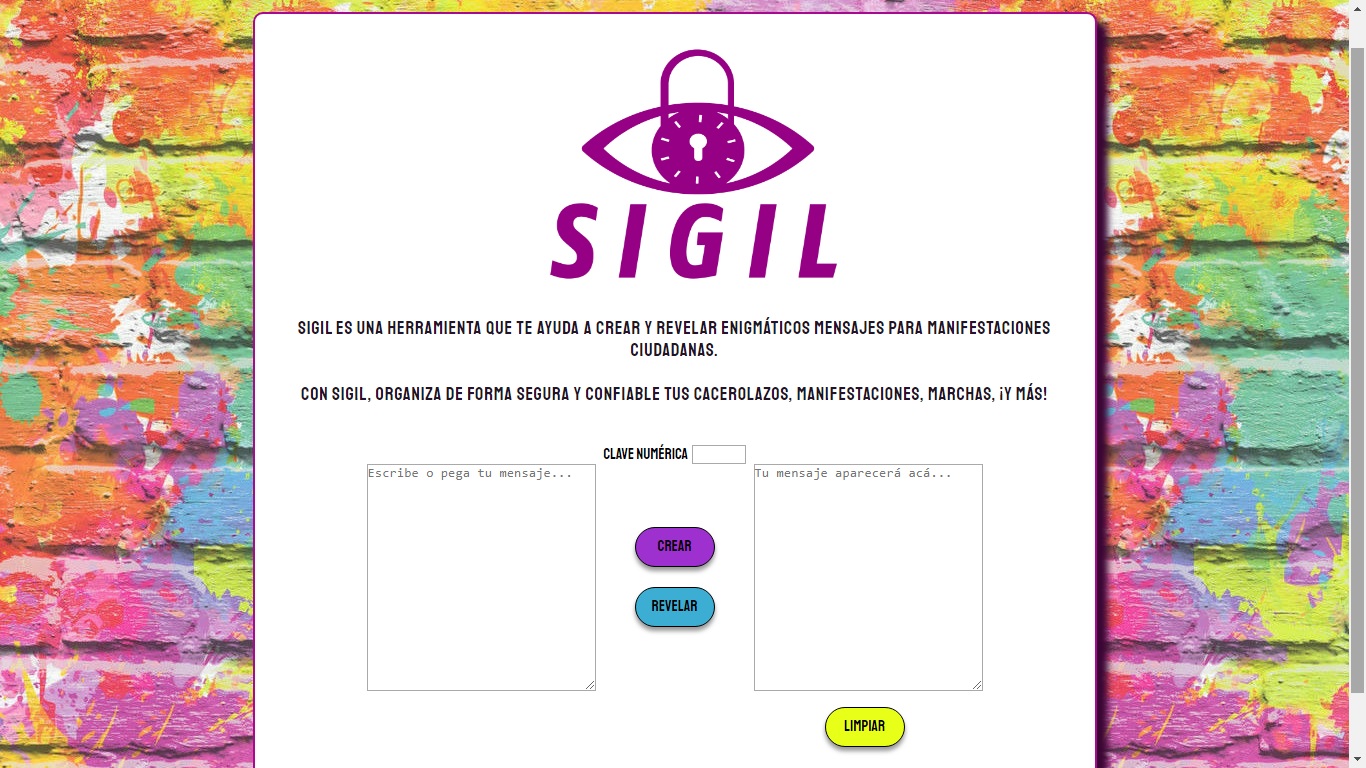 SIGIL
SIGIL ES UNA HERRAMIENTA QUE TE AYUDA A CREAR Y REVELAR ENIGMÁTICOS MENSAJES PARA MANIFESTACIONES
CIUDADANAS.
CON SIGIL, ORGANIZA DE FORMA SEGURA Y CONFIABLE TUS CACEROLAZOS, MANIFESTACIONES, MARCHAS, ¡Y MÁS!
CLAVE NUMÉRICA
Escribe o pega tu mensaje...
Tu mensaje aparecerá acá...
CREAR
REVELAR
LIMPIAR